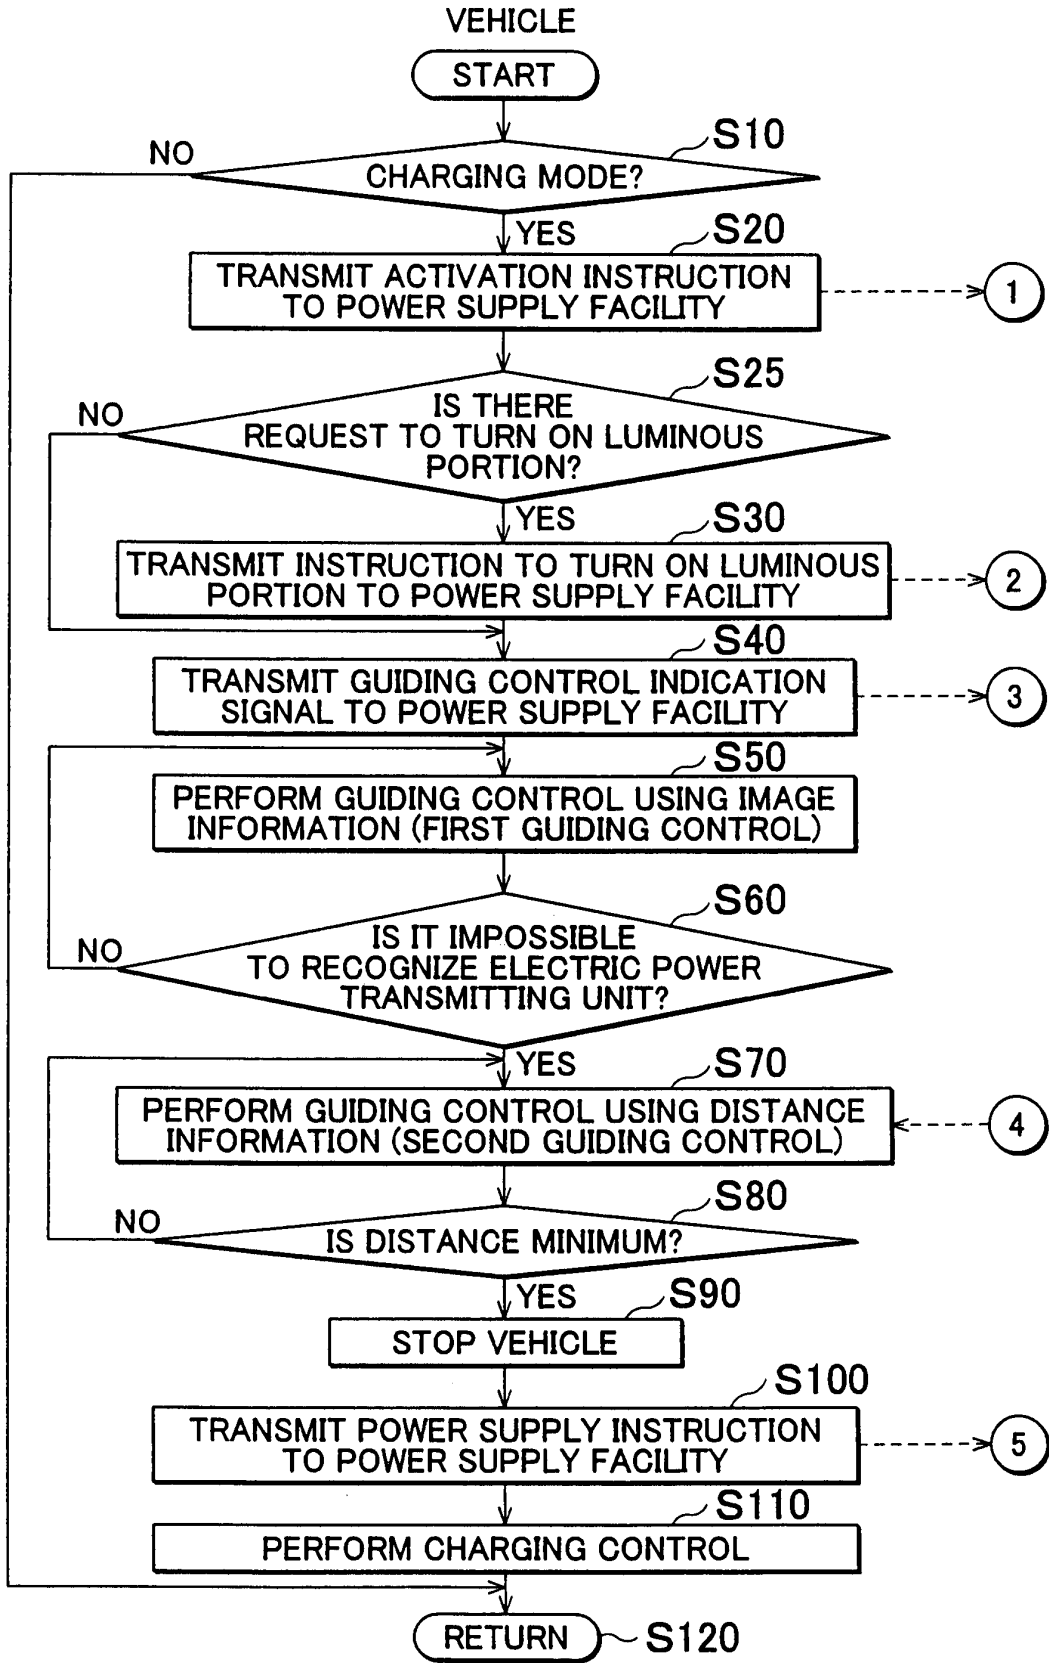 VEHICLE
START
S10
NO
CHARGING MODE?
YES
S20
TRANSMIT ACTIVATION INSTRUCTION
TO POWER SUPPLY FACILITY
1
S25
NO
IS THERE
REQUEST TO TURN ON LUMINOUS
PORTION?
YES
S30
TRANSMIT INSTRUCTION TO TURN ON LUMINOUS
PORTION TO POWER SUPPLY FACILITY
2
S40
TRANSMIT GUIDING CONTROL INDICATION
SIGNAL TO POWER SUPPLY FACILITY
3
S50
PERFORM GUIDING CONTROL USING IMAGE
INFORMATION (FIRST GUIDING CONTROL)
S60
NO
IS IT IMPOSSIBLE
TO RECOGNIZE ELECTRIC POWER
TRANSMITTING UNIT?
YES
S70
PERFORM GUIDING CONTROL USING DISTANCE
INFORMATION (SECOND GUIDING CONTROL)
4
S80
NO
IS DISTANCE MINIMUM?
YES
S90
STOP VEHICLE
S100
TRANSMIT POWER SUPPLY INSTRUCTION
TO POWER SUPPLY FACILITY
5
S110
PERFORM CHARGING CONTROL
RETURN
S120